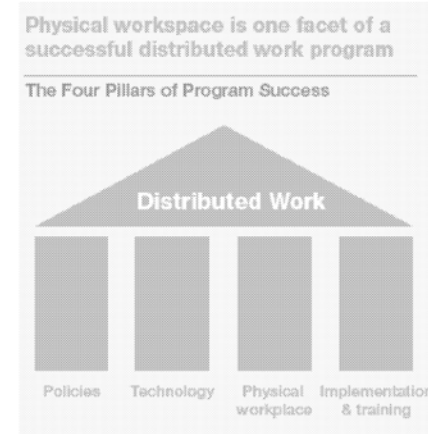 Physical workspace is one facet of a
successful distributed work program
The Four Pillars of Program Success
Distributed Work
Policies
Technology
Physical
workplace
Implementation
& training